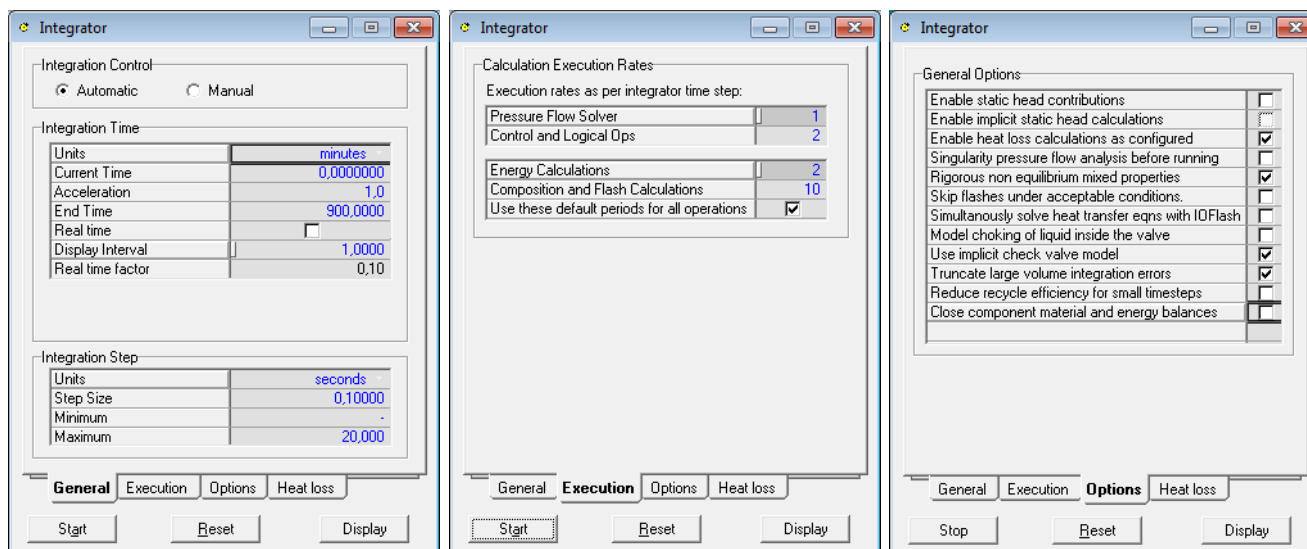 Integrator
Integration Control
Automatic Manual
Integration Time
Units minutes
Current Time 0,0000000
Acceleration 1,0
End Time 900,0000
Real time
Display Interval 1,0000
Real time factor 0,10
Integration Step
Units seconds
Step Size 0,10000
Minimum -
Maximum 20,000
General Execution Options Heat loss
Start Reset Display
Integrator
Calculation Execution Rates
Execution rates as per integrator time step:
Pressure Flow Solver 1
Control and Logical Ops 2
Energy Calculations 2
Composition and Flash Calculations 10
Use these default periods for all operations
General Execution Options Heat loss
Start Reset Display
Integrator
General Options
Enable static head contributions
Enable implicit static head calculations
Enable heat loss calculations as configured
Singularity pressure flow analysis before running
Rigorous non equilibrium mixed properties
Skip flashes under acceptable conditions.
Simultanously solve heat transfer eqns with IOFlash
Model choking of liquid inside the valve
Use implicit check valve model
Truncate large volume integration errors
Reduce recycle efficiency for small timesteps
Close component material and energy balances
General Execution Options Heat loss
Stop Reset Display